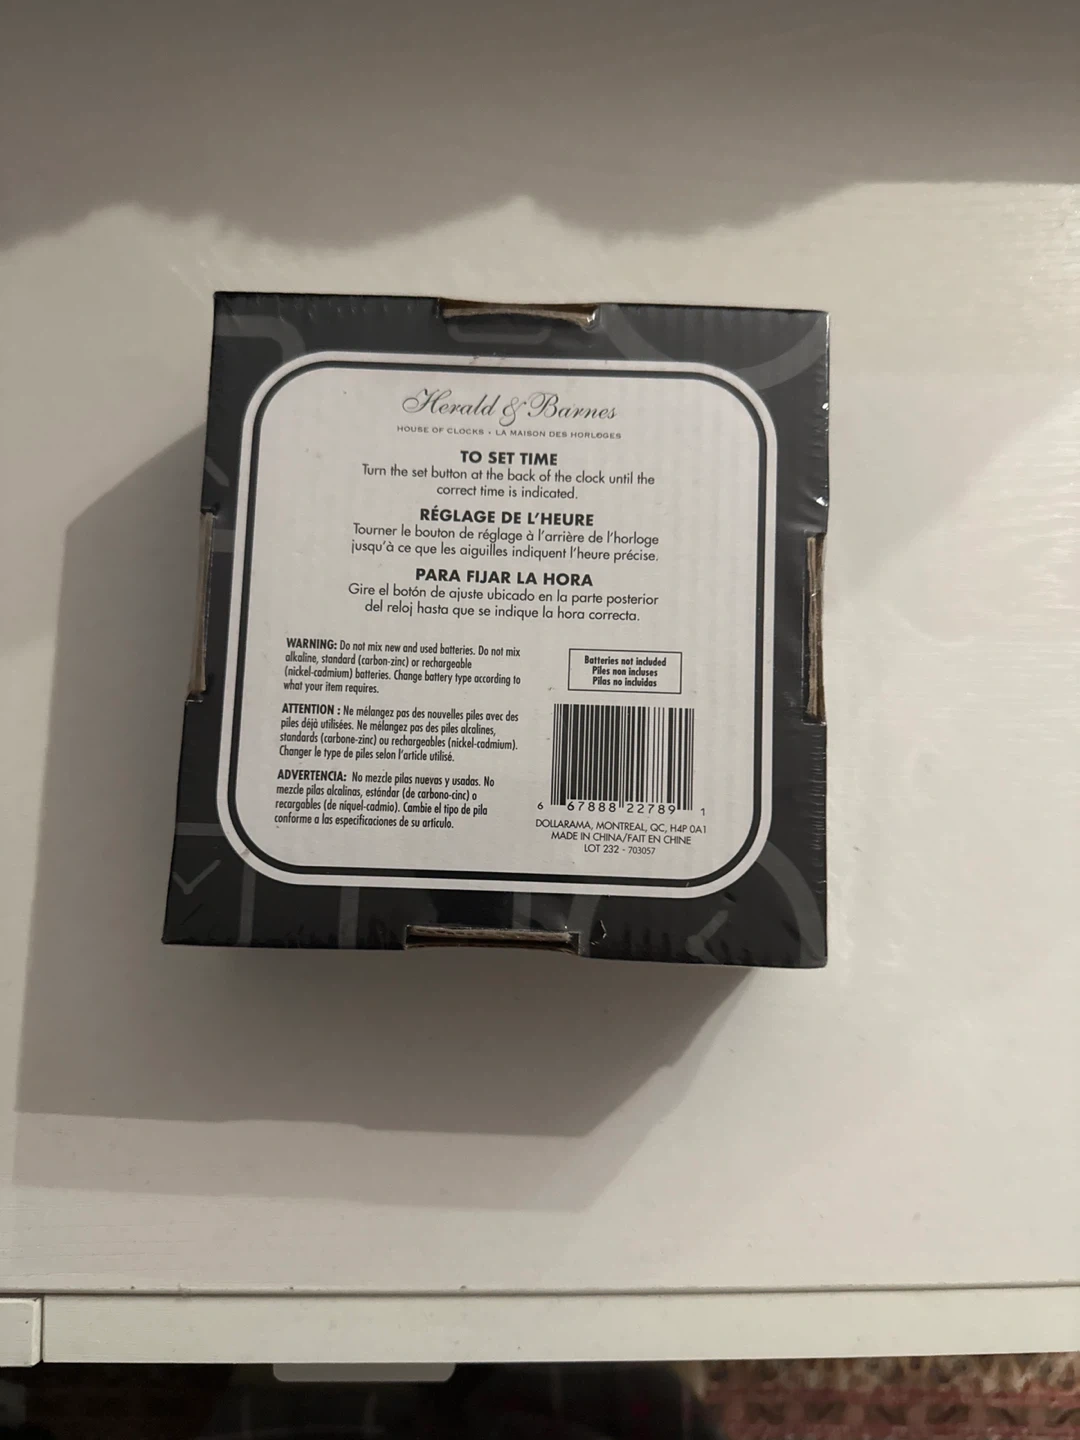 Herald & Barnes
HOUSE OF CLOCKS • LA MAISON DES HORLOGES
TO SET TIME
Turn the set button at the back of the clock until the
correct time is indicated.
RÉGLAGE DE L'HEURE
Tourner le bouton de réglage à l'arrière de l'horloge
jusqu'à ce que les aiguilles indiquent l'heure précise.
PARA FIJAR LA HORA
Gire el botón de ajuste ubicado en la parte posterior
del reloj hasta que se indique la hora correcta.
WARNING: Do not mix new and used batteries. Do not mix
alkaline, standard (carbon-zinc) or rechargeable
(nickel-cadmium) batteries. Change battery type according to
what your item requires.
ATTENTION : Ne mélangez pas des nouvelles piles avec des
piles déjà utilisées. Ne mélangez pas des piles alcalines,
standards (carbone-zinc) ou rechargeables (nickel-cadmium).
Changer le type de piles selon l'article utilisé.
ADVERTENCIA: No mezcle pilas nuevas y usadas. No
mezcle pilas alcalinas, estándar (de carbono-cinc) o
recargables (de níquel-cadmio). Cambie el tipo de pila
conforme a las especificaciones de su artículo.
Batteries not included
Piles non incluses
Pilas no incluidas
6 67888 22789 1
DOLLARAMA, MONTREAL, QC, H4P 0A1
MADE IN CHINA/FAIT EN CHINE
LOT 232 - 703057